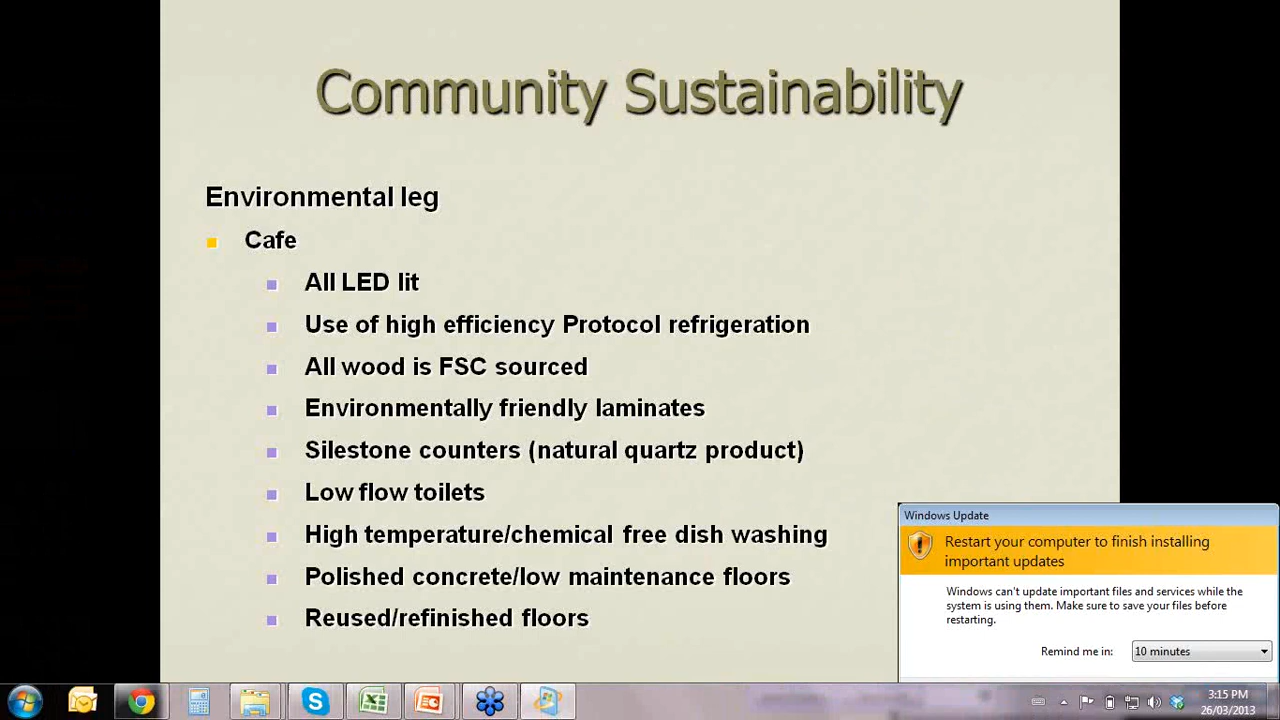 Community Sustainability
Environmental leg
Cafe
All LED lit
Use of high efficiency Protocol refrigeration
All wood is FSC sourced
Environmentally friendly laminates
Silestone counters (natural quartz product)
Low flow toilets
High temperature/chemical free dish washing
Polished concrete/low maintenance floors
Reused/refinished floors
Windows Update
Restart your computer to finish installing
important updates
Windows can't update important files and services while the
system is using them. Make sure to save your files before
restarting.
Remind me in: 10 minutes
3:15 PM
26/03/2013